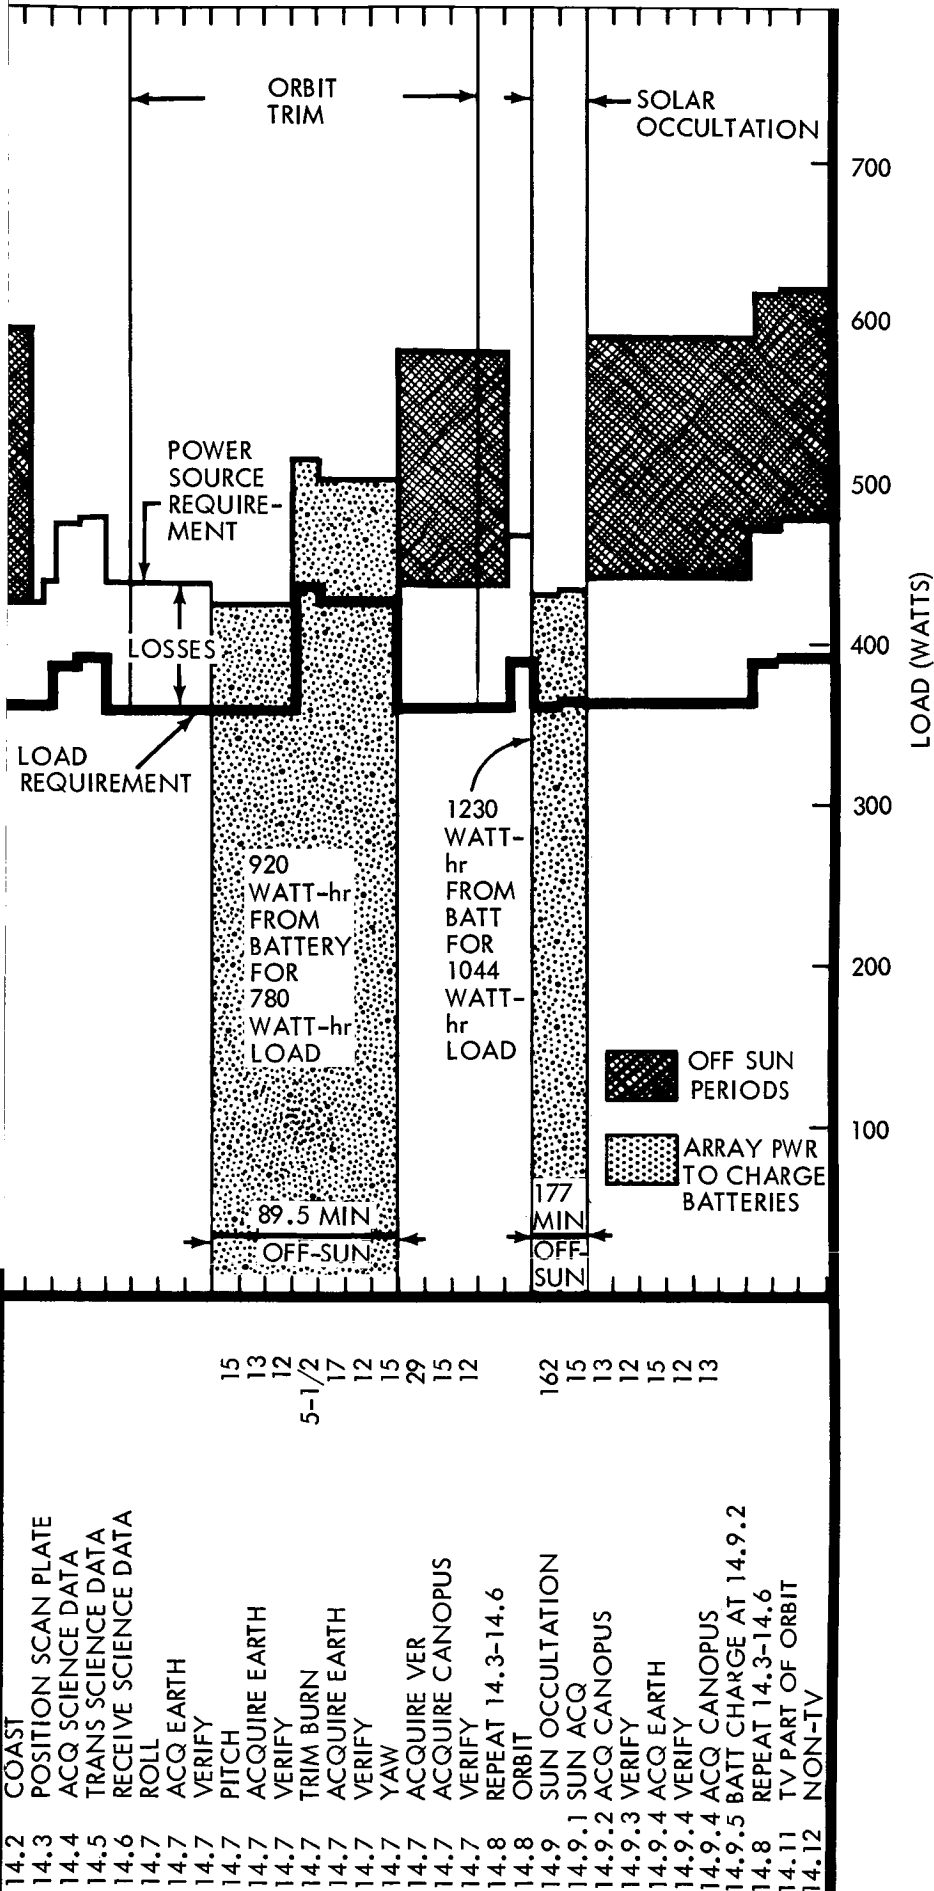 ORBIT
TRIM
SOLAR
OCCULTATION
700
600
500
400
300
200
100
LOAD (WATTS)
POWER
SOURCE
REQUIRE-
MENT
LOSSES
LOAD
REQUIREMENT
920
WATT-hr
FROM
BATTERY
FOR
780
WATT-hr
LOAD
1230
WATT-
hr
FROM
BATT
FOR
1044
WATT-
hr
LOAD
OFF SUN
PERIODS
ARRAY PWR
TO CHARGE
BATTERIES
89.5 MIN
OFF-SUN
177
MIN
OFF-
SUN
14.2 COAST
14.3 POSITION SCAN PLATE
14.4 ACQ SCIENCE DATA
14.5 TRANS SCIENCE DATA
14.6 RECEIVE SCIENCE DATA
14.7 ROLL
14.7 ACQ EARTH
14.7 VERIFY
14.7 PITCH 15
14.7 ACQUIRE EARTH 13
14.7 VERIFY 12
14.7 TRIM BURN 5-1/2
14.7 ACQUIRE EARTH 17
14.7 VERIFY 12
14.7 YAW 15
14.7 ACQUIRE VER 29
14.7 ACQUIRE CANOPUS 15
14.7 VERIFY 12
14.8 REPEAT 14.3-14.6
14.8 ORBIT
14.9 SUN OCCULTATION 162
14.9.1 SUN ACQ 15
14.9.2 ACQ CANOPUS 13
14.9.3 VERIFY 12
14.9.4 ACQ EARTH 15
14.9.4 VERIFY 12
14.9.4 ACQ CANOPUS 13
14.9.5 BATT CHARGE AT 14.9.2
14.8 REPEAT 14.3-14.6
14.11 TV PART OF ORBIT
14.12 NON-TV